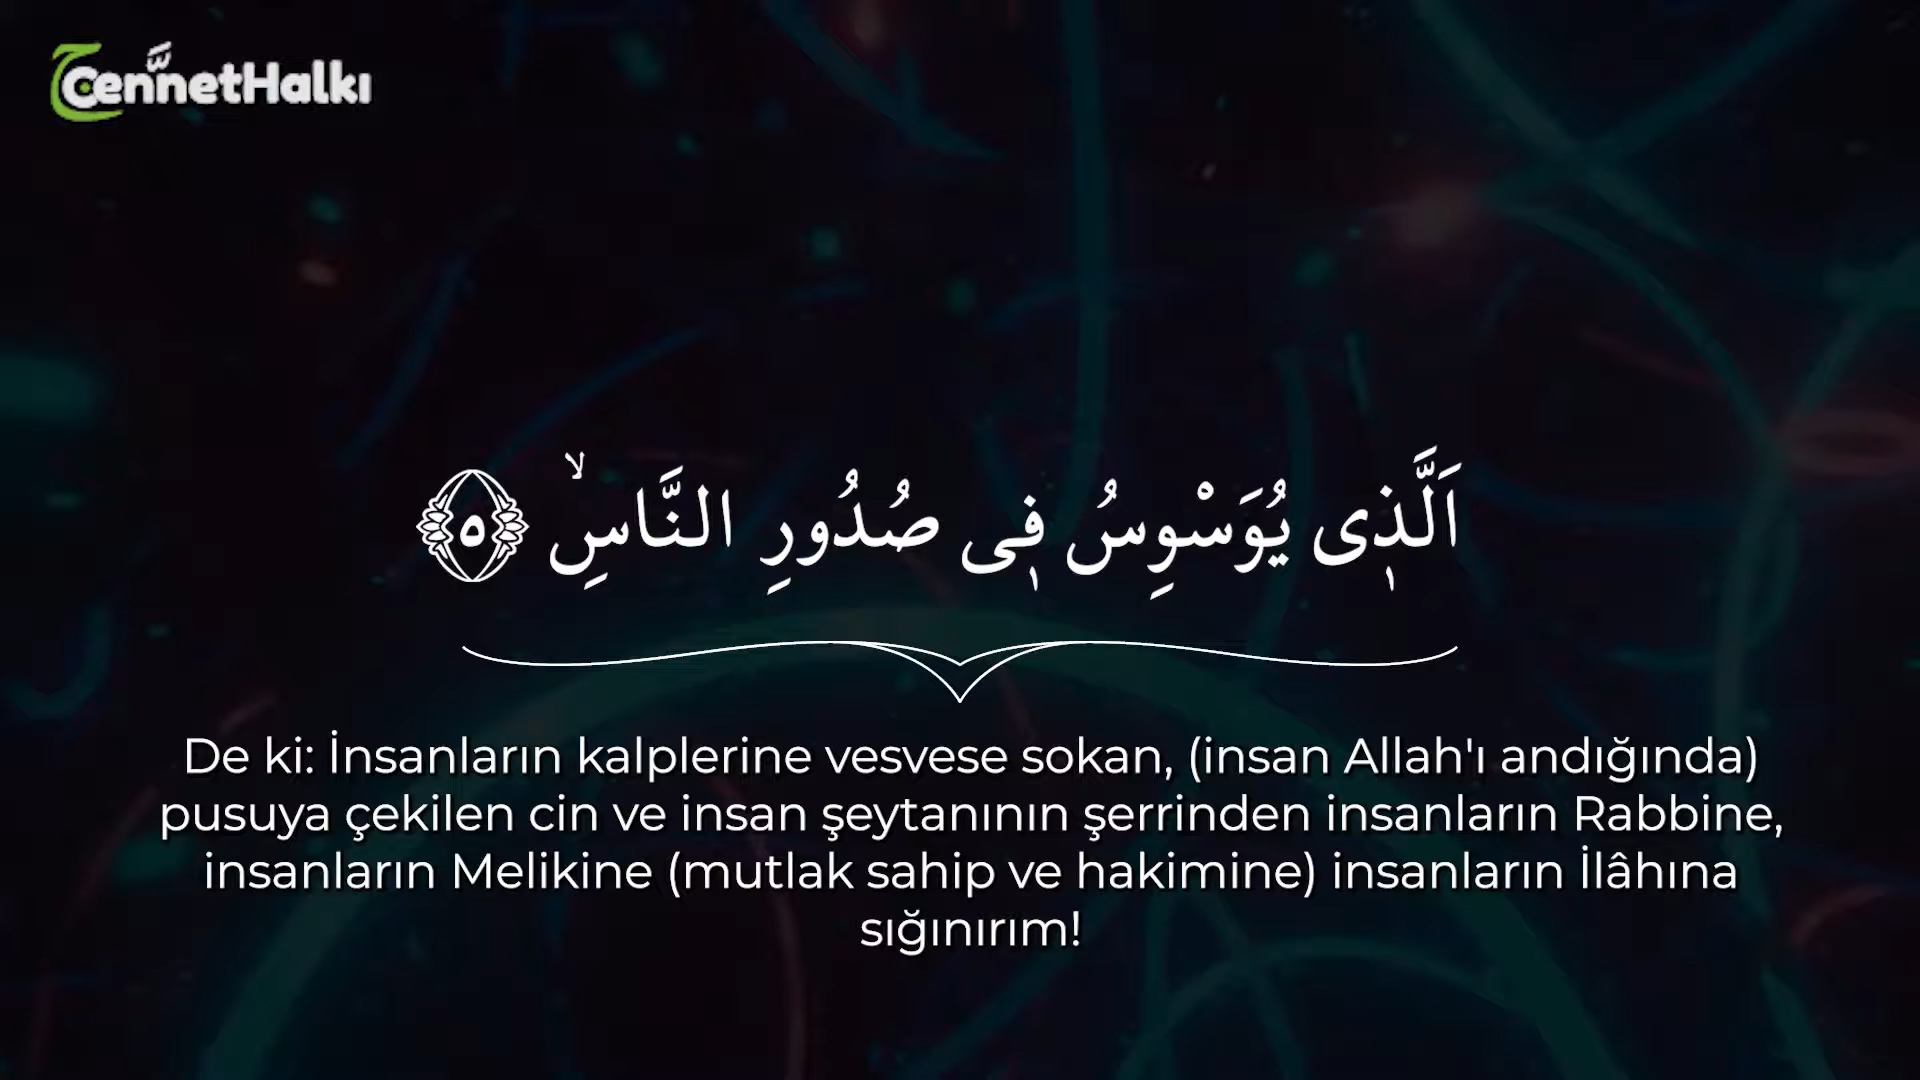 CennetHalkı
اَلَّذ۪ى يُوَسْوِسُ ف۪ى صُدُورِ النَّاسِۙ ﴿٥﴾
De ki: İnsanların kalplerine vesvese sokan, (insan Allah'ı andığında)
pusuya çekilen cin ve insan şeytanının şerrinden insanların Rabbine,
insanların Melikine (mutlak sahip ve hakimine) insanların İlâhına
sığınırım!